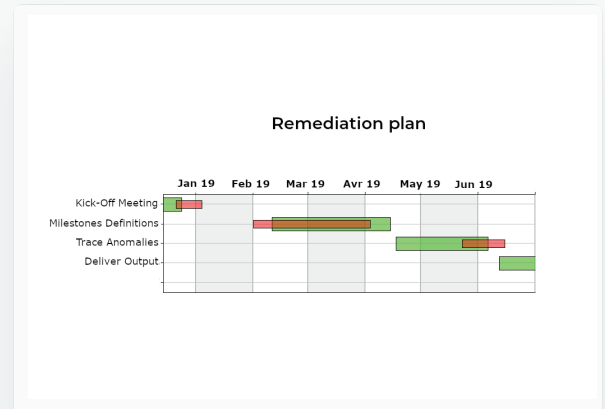 Remediation plan
Jan 19 Feb 19 Mar 19 Avr 19 May 19 Jun 19
Kick-Off Meeting
Milestones Definitions
Trace Anomalies
Deliver Output